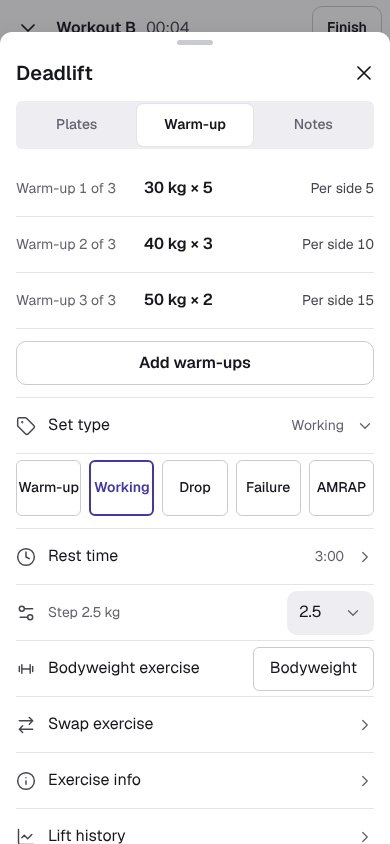 Workout B 00:04 Finish
Deadlift
Plates Warm-up Notes
Warm-up 1 of 3 30 kg × 5 Per side 5
Warm-up 2 of 3 40 kg × 3 Per side 10
Warm-up 3 of 3 50 kg × 2 Per side 15
Add warm-ups
Set type Working
Warm-up Working Drop Failure AMRAP
Rest time 3:00
Step 2.5 kg 2.5
Bodyweight exercise Bodyweight
Swap exercise
Exercise info
Lift history